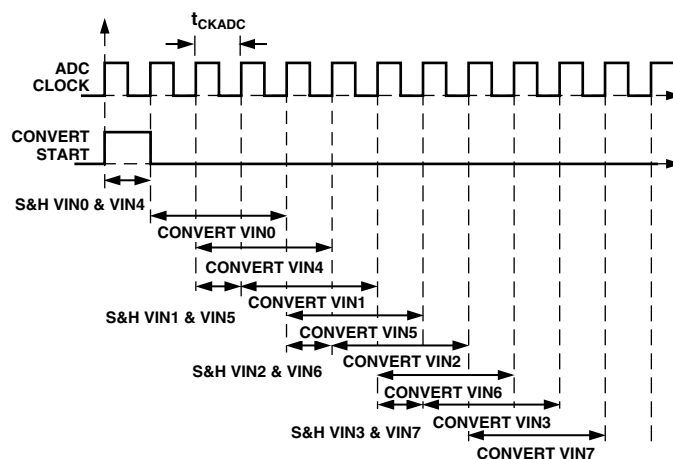 tCKADC
ADC
CLOCK
CONVERT
START
S&H VIN0 & VIN4
CONVERT VIN0
CONVERT VIN4
CONVERT VIN1
S&H VIN1 & VIN5
CONVERT VIN5
CONVERT VIN2
S&H VIN2 & VIN6
CONVERT VIN6
CONVERT VIN3
S&H VIN3 & VIN7
CONVERT VIN7